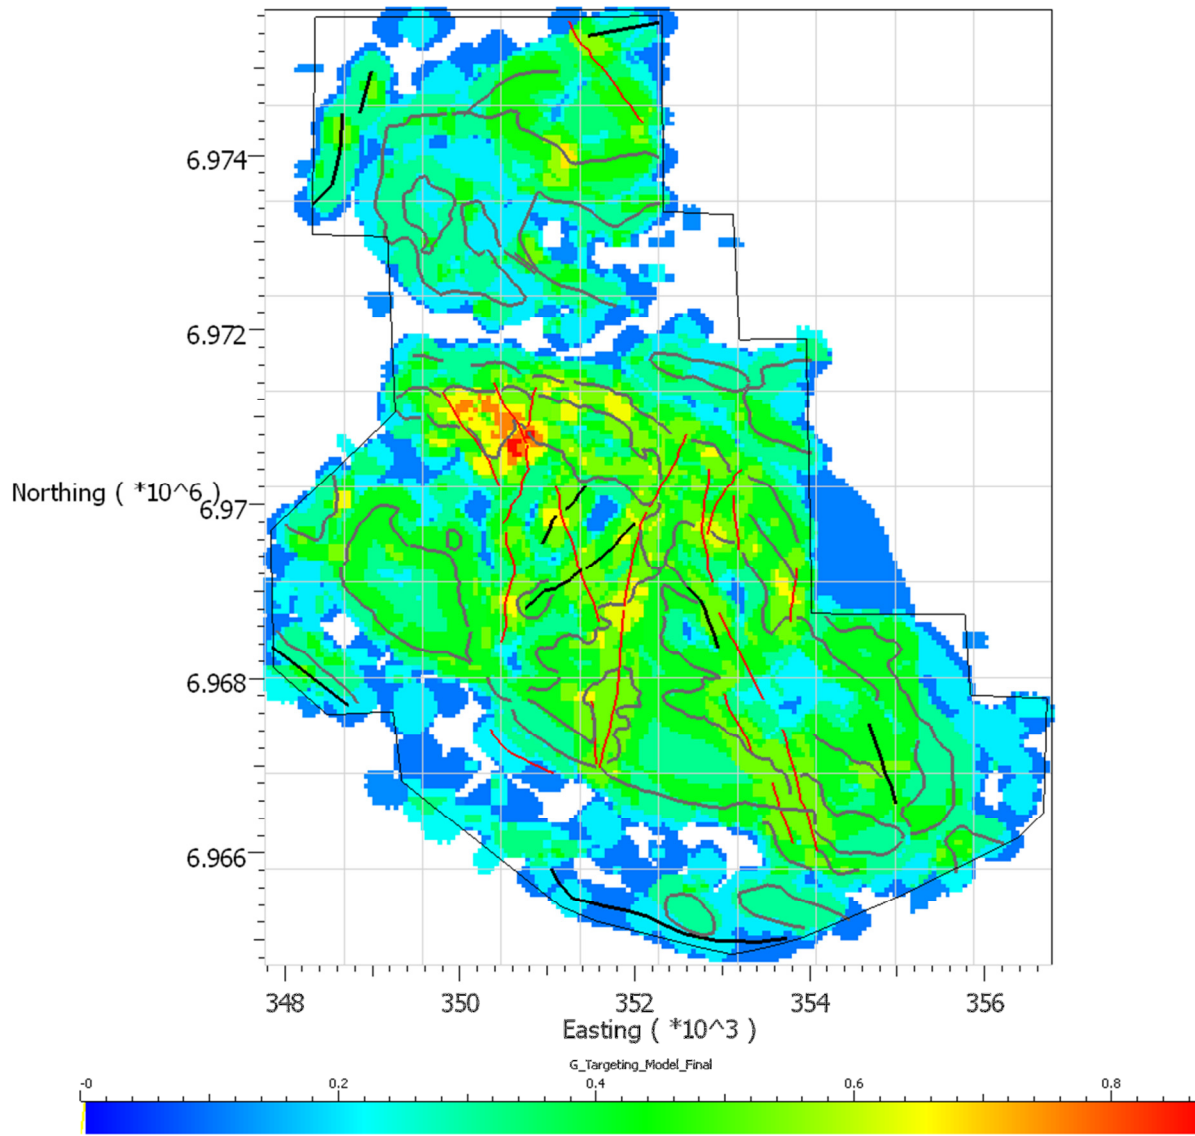 6.974
6.972
Northing ( *10^6)
6.97
6.968
6.966
348 350 352 354 356
Easting ( *10^3 )
G_Targeting_Model_Final
-0 0.2 0.4 0.6 0.8